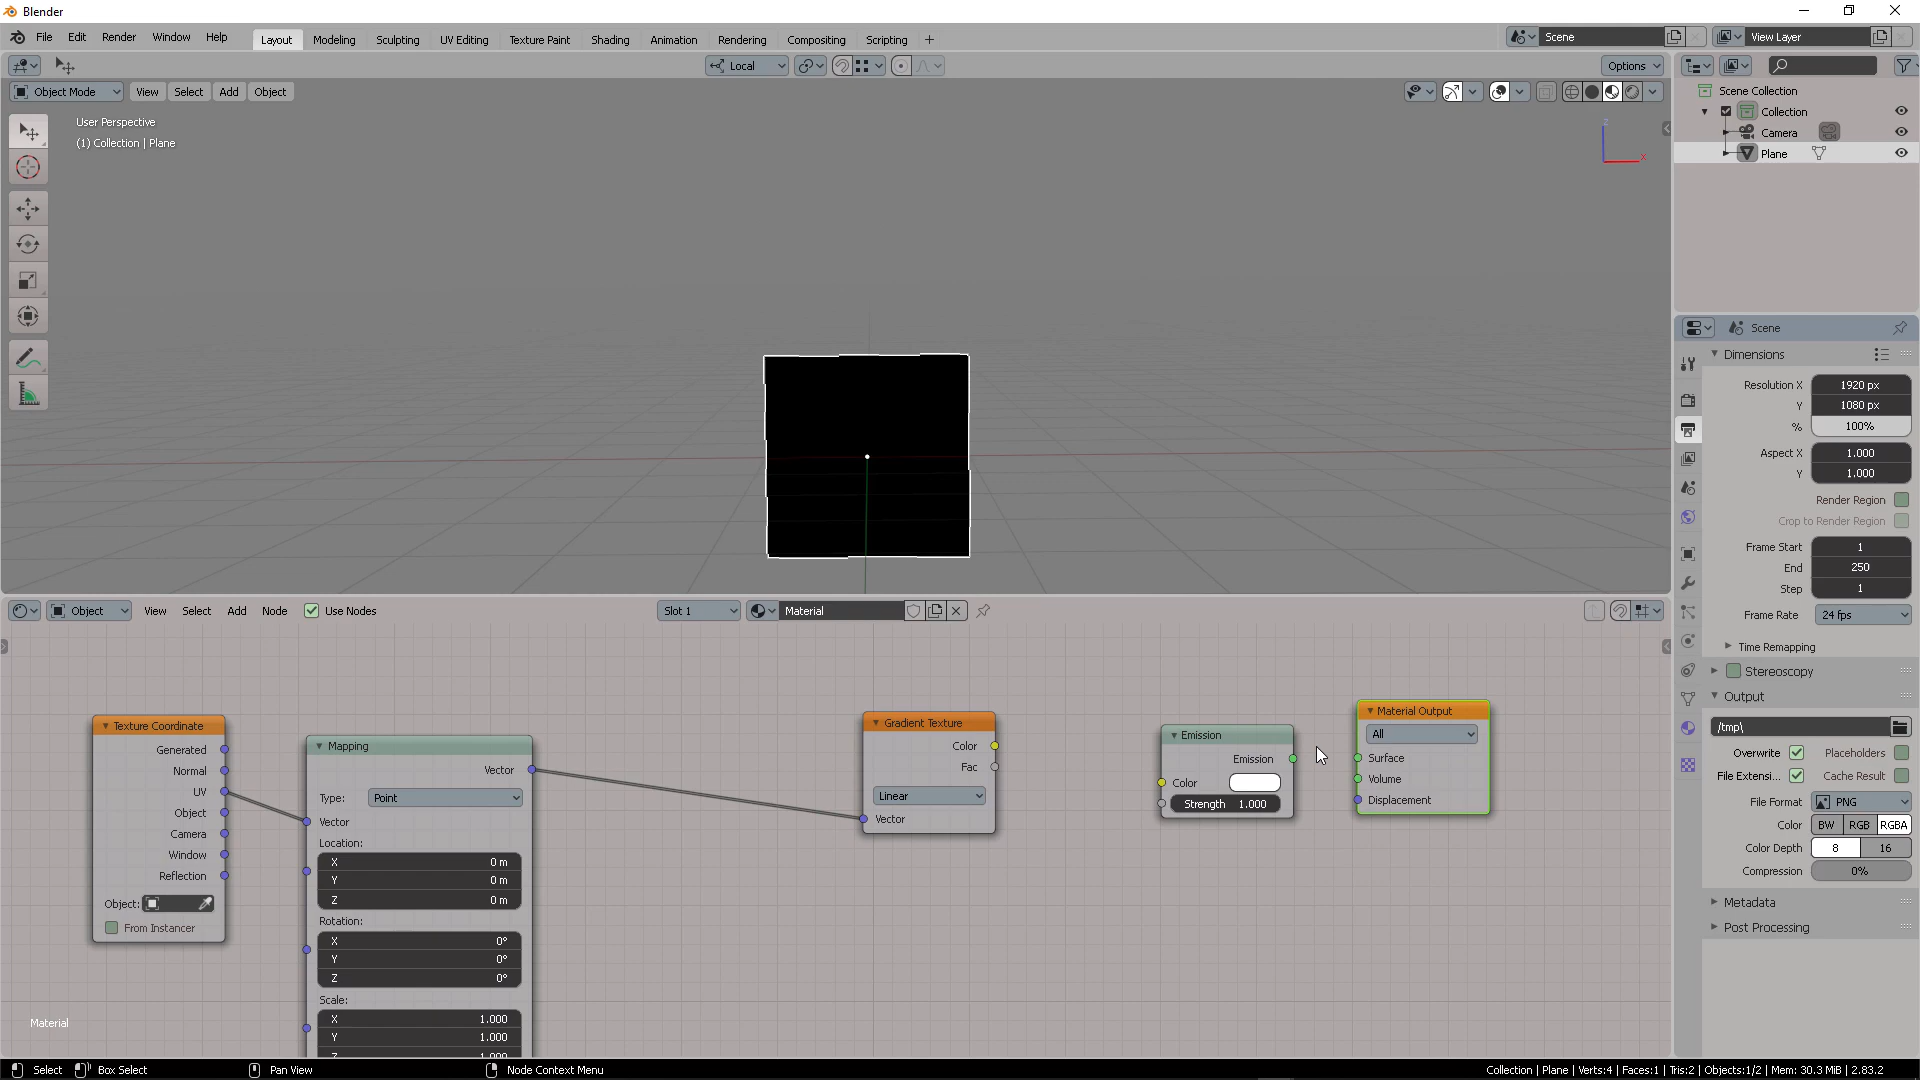 Blender
File Edit Render Window Help
Layout Modeling Sculpting UV Editing Texture Paint Shading Animation Rendering Compositing Scripting +
Scene
View Layer
Local
Options
Object Mode View Select Add Object
User Perspective
(1) Collection | Plane
Z
X
Scene Collection
Collection
Camera
Plane
Scene
Dimensions
Resolution X 1920 px
Y 1080 px
% 100%
Aspect X 1.000
Y 1.000
Render Region
Crop to Render Region
Frame Start 1
End 250
Step 1
Frame Rate 24 fps
Time Remapping
Stereoscopy
Output
/tmp\
Overwrite Placeholders
File Extensi... Cache Result
File Format PNG
Color BW RGB RGBA
Color Depth 8 16
Compression 0%
Metadata
Post Processing
Object View Select Add Node Use Nodes
Slot 1
Material
Texture Coordinate
Generated
Normal
UV
Object
Camera
Window
Reflection
Object:
From Instancer
Mapping
Vector
Type: Point
Vector
Location:
X 0 m
Y 0 m
Z 0 m
Rotation:
X 0°
Y 0°
Z 0°
Scale:
X 1.000
Y 1.000
Z 1.000
Gradient Texture
Color
Fac
Linear
Vector
Emission
Emission
Color
Strength 1.000
Material Output
All
Surface
Volume
Displacement
Material
Select Box Select Pan View Node Context Menu
Collection | Plane | Verts:4 | Faces:1 | Tris:2 | Objects:1/2 | Mem: 30.3 MiB | 2.83.2